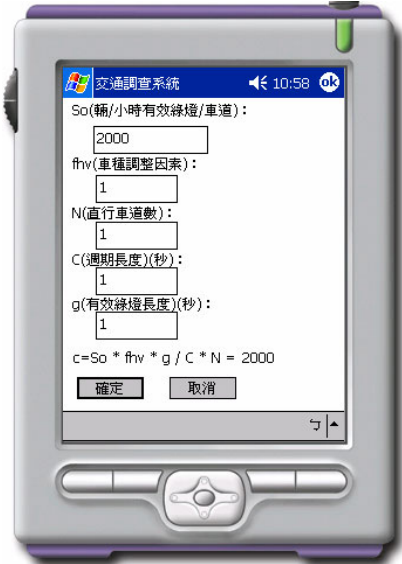 交通調查系統 10:58 ok
So(輛/小時有效綠燈/車道):
2000
fhv(車種調整因素):
1
N(直行車道數):
1
C(週期長度)(秒):
1
g(有效綠燈長度)(秒):
1
c=So * fhv * g / C * N = 2000
確定 取消
ㄅ